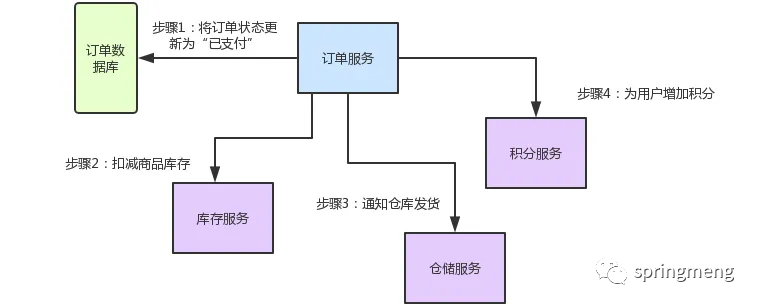 步骤1：将订单状态更
新为“已支付”
订单数
据库
订单服务
步骤4：为用户增加积分
积分服务
步骤2：扣减商品库存
库存服务
步骤3：通知仓库发货
仓储服务
springmeng